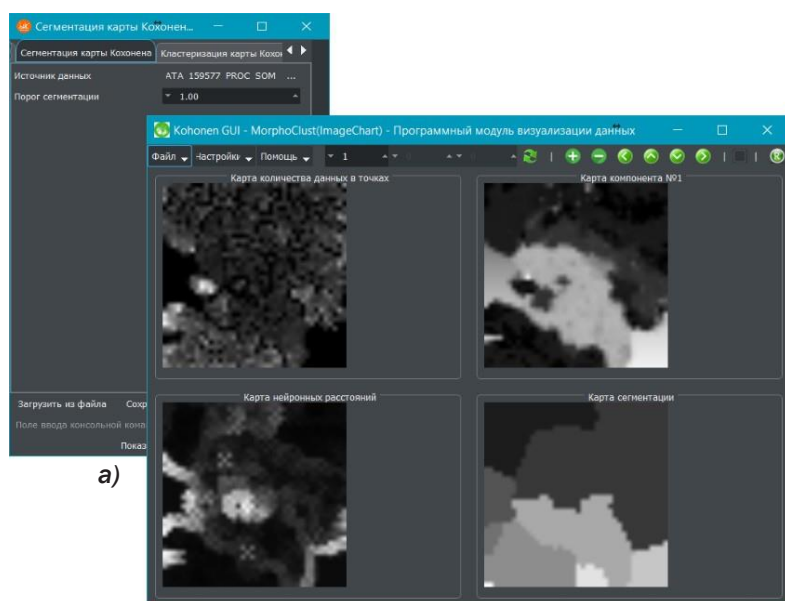 Сегментация карты Кохонен...
Сегментация карты Кохонена
Кластеризация карты Кохо
Источник данных
ATA 159577 PROC SOM ...
Порог сегментации
1.00
Загрузить из файла
Сохр
Поле ввода консольной кома
Показ
а)
Kohonen GUI - MorphoClust(ImageChart) - Программный модуль визуализации данных
Файл
Настройки
Помощь
1
Карта количества данных в точках
Карта компонента №1
Карта нейронных расстояний
Карта сегментации